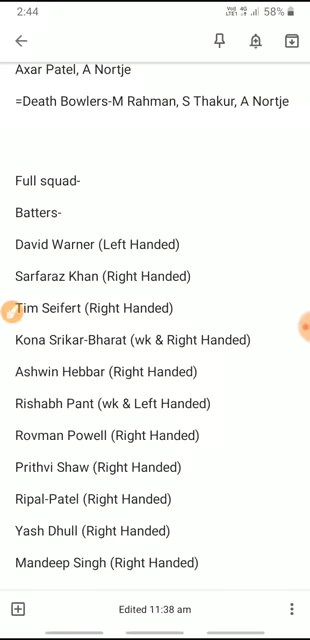 2:44
58%
Axar Patel, A Nortje
=Death Bowlers-M Rahman, S Thakur, A Nortje
Full squad-
Batters-
David Warner (Left Handed)
Sarfaraz Khan (Right Handed)
Tim Seifert (Right Handed)
Kona Srikar-Bharat (wk & Right Handed)
Ashwin Hebbar (Right Handed)
Rishabh Pant (wk & Left Handed)
Rovman Powell (Right Handed)
Prithvi Shaw (Right Handed)
Ripal-Patel (Right Handed)
Yash Dhull (Right Handed)
Mandeep Singh (Right Handed)
Edited 11:38 am